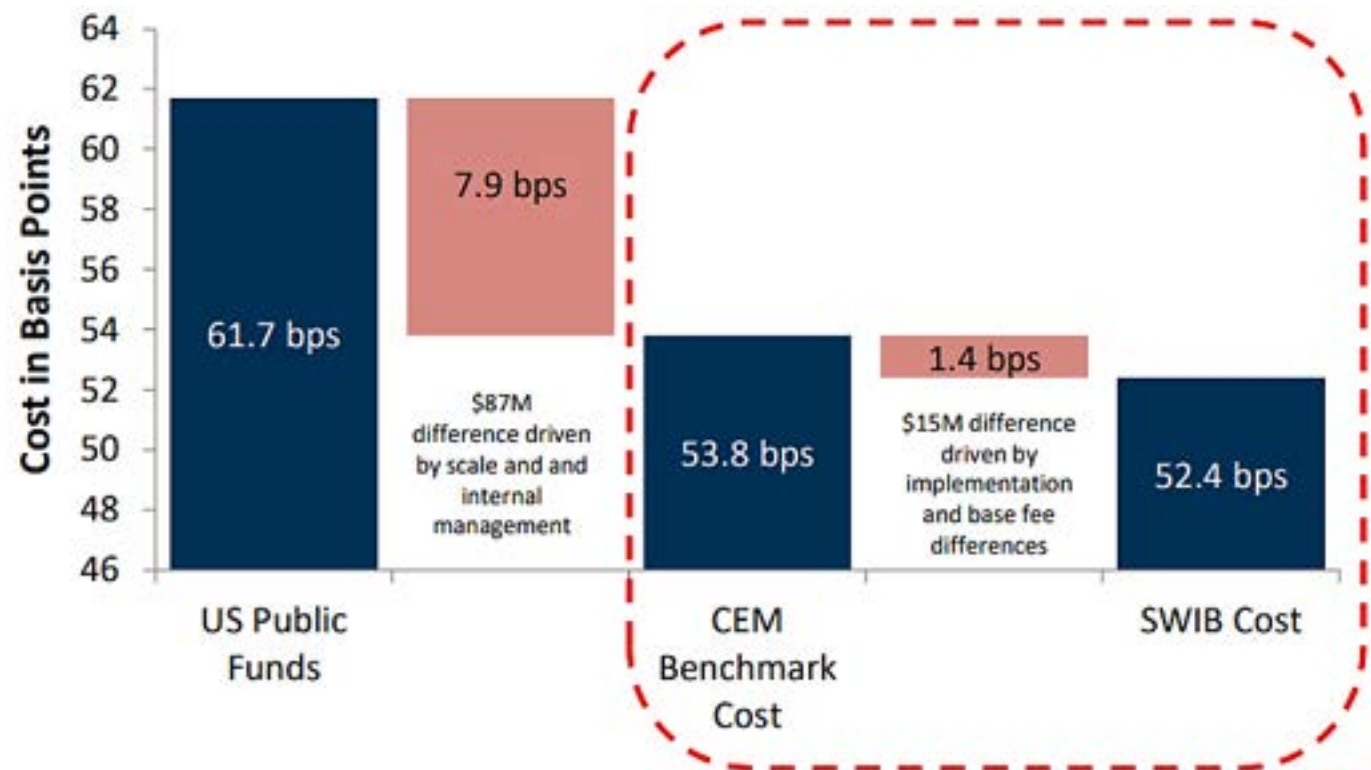 Cost in Basis Points
64
62
60
58
56
54
52
50
48
46
61.7 bps
7.9 bps
$87M
difference driven
by scale and and
internal
management
53.8 bps
1.4 bps
$15M difference
driven by
implementation
and base fee
differences
52.4 bps
US Public
Funds
CEM
Benchmark
Cost
SWIB Cost